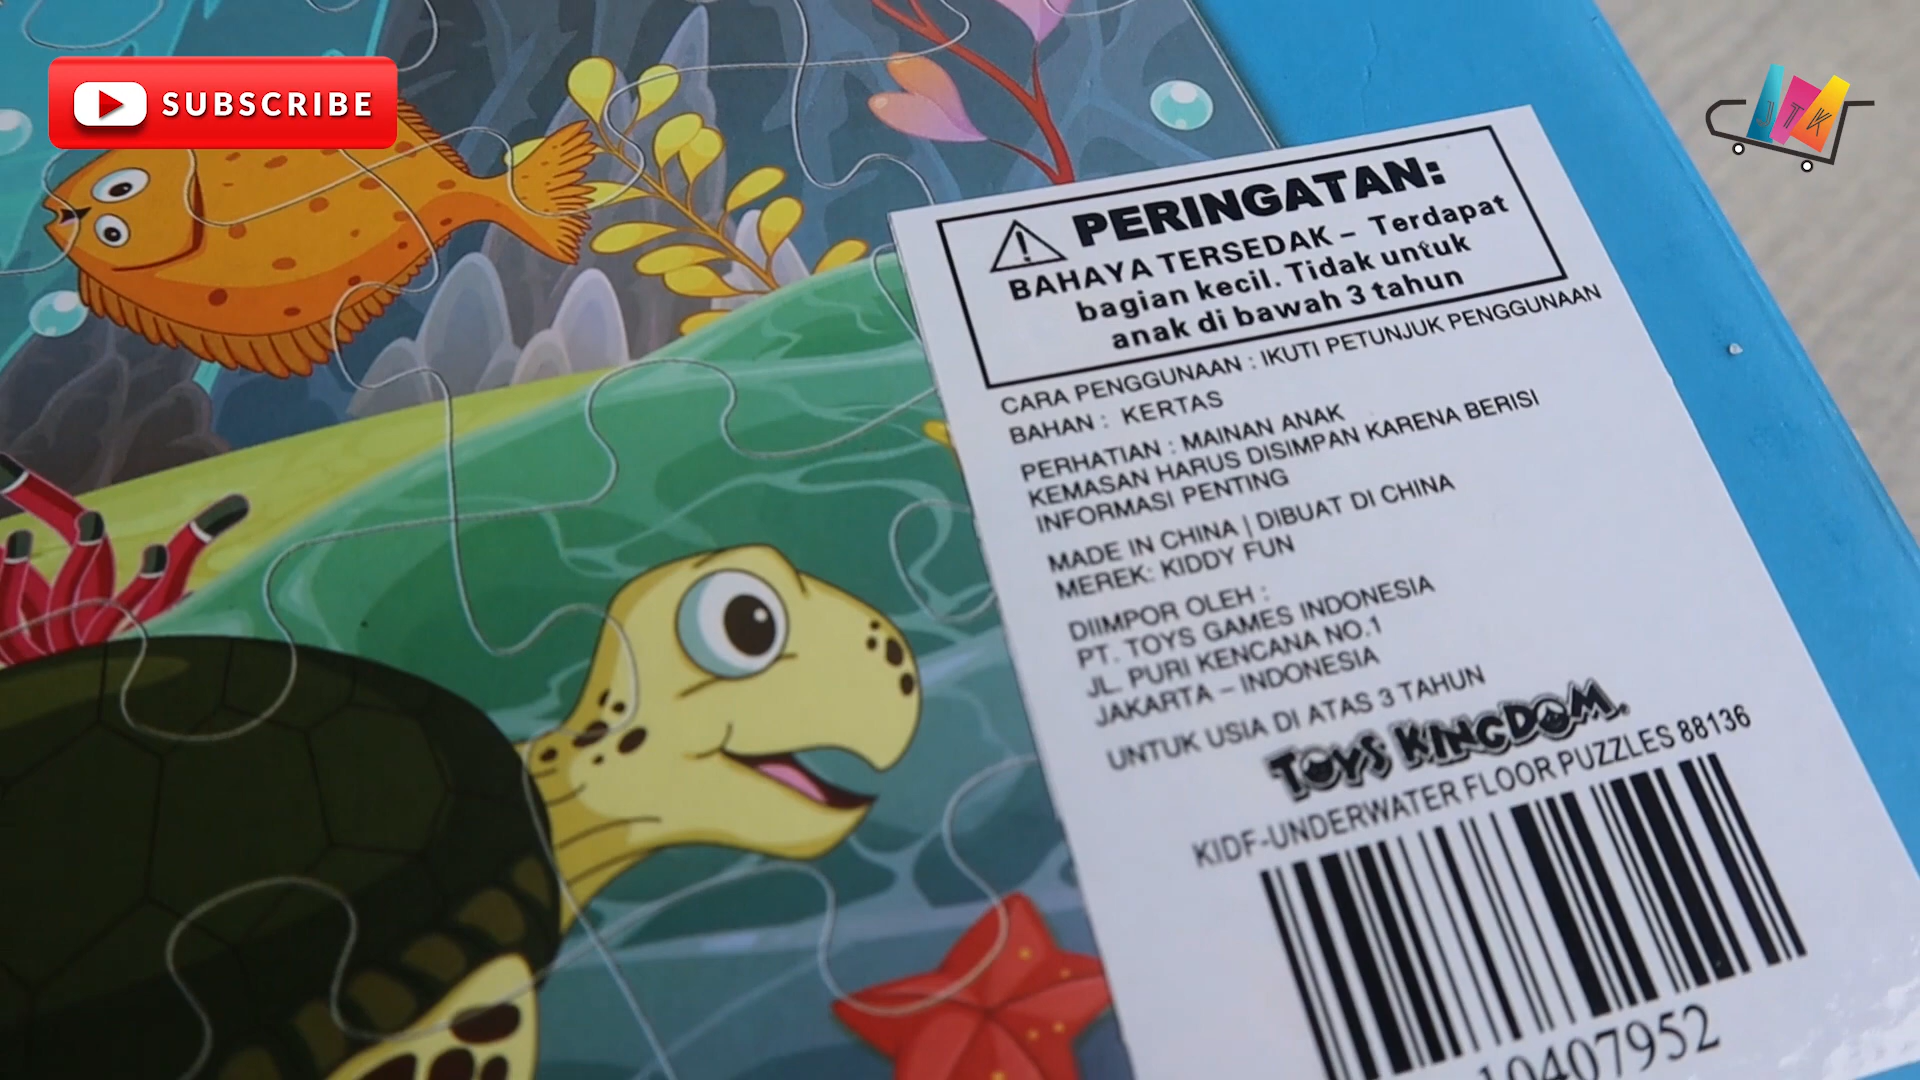 SUBSCRIBE
JTK
PERINGATAN:
BAHAYA TERSEDAK – Terdapat
bagian kecil. Tidak untuk
anak di bawah 3 tahun
CARA PENGGUNAAN : IKUTI PETUNJUK PENGGUNAAN
BAHAN : KERTAS
PERHATIAN : MAINAN ANAK
KEMASAN HARUS DISIMPAN KARENA BERISI
INFORMASI PENTING
MADE IN CHINA | DIBUAT DI CHINA
MEREK: KIDDY FUN
DIIMPOR OLEH :
PT. TOYS GAMES INDONESIA
JL. PURI KENCANA NO.1
JAKARTA – INDONESIA
UNTUK USIA DI ATAS 3 TAHUN
TOYS KINGDOM
KIDF-UNDERWATER FLOOR PUZZLES 88136
10407952